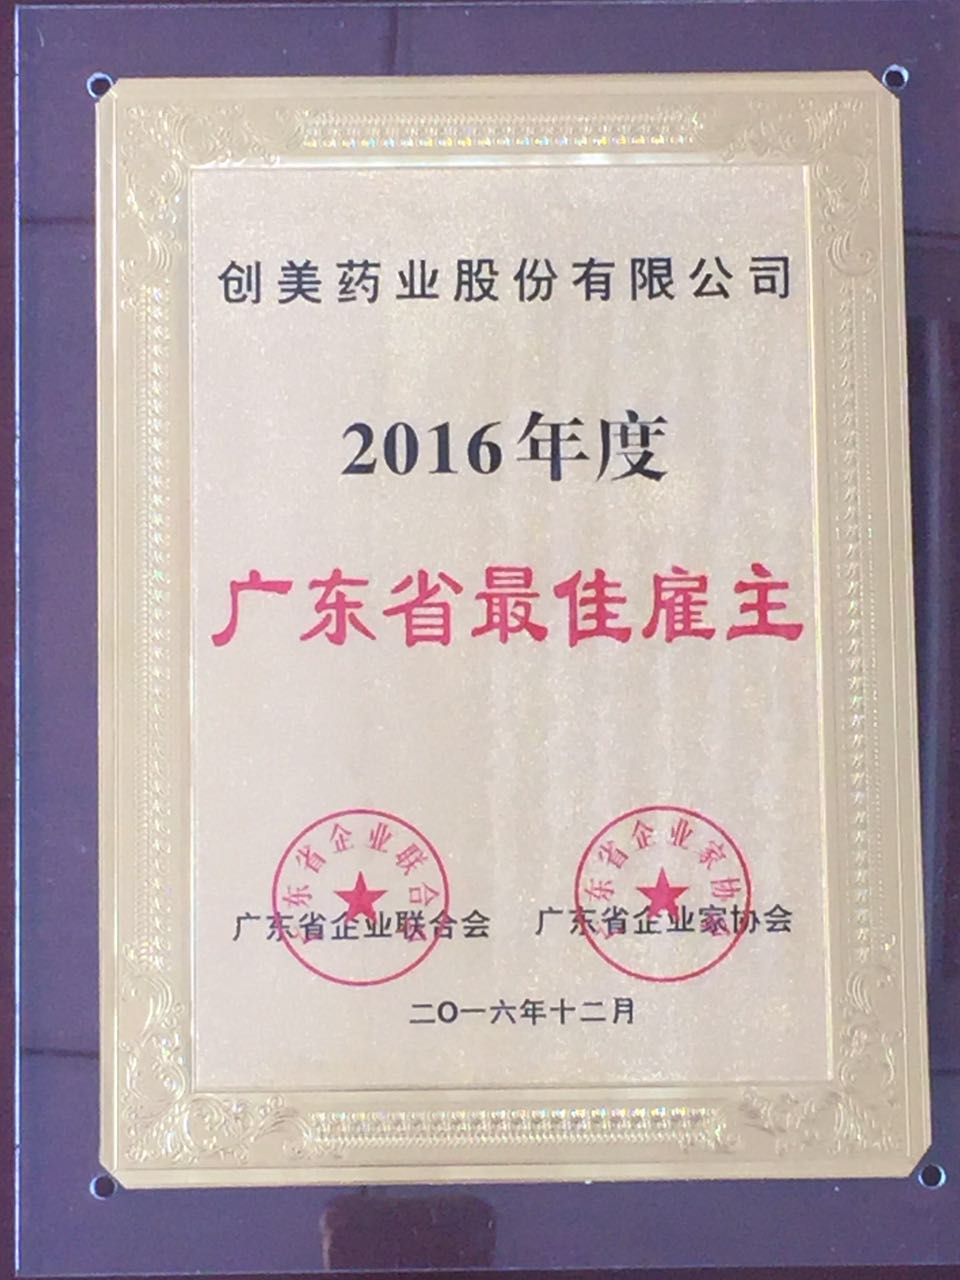 创美药业股份有限公司
2016年度
广东省最佳雇主
广东省企业联合会
广东省企业家协会
二〇一六年十二月